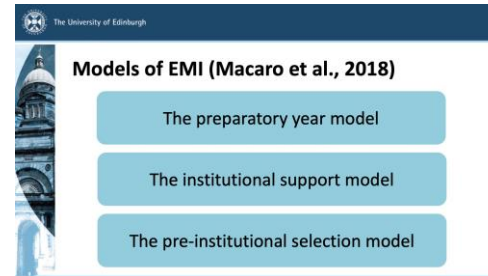 The University of Edinburgh
Models of EMI (Macaro et al., 2018)
The preparatory year model
The institutional support model
The pre-institutional selection model